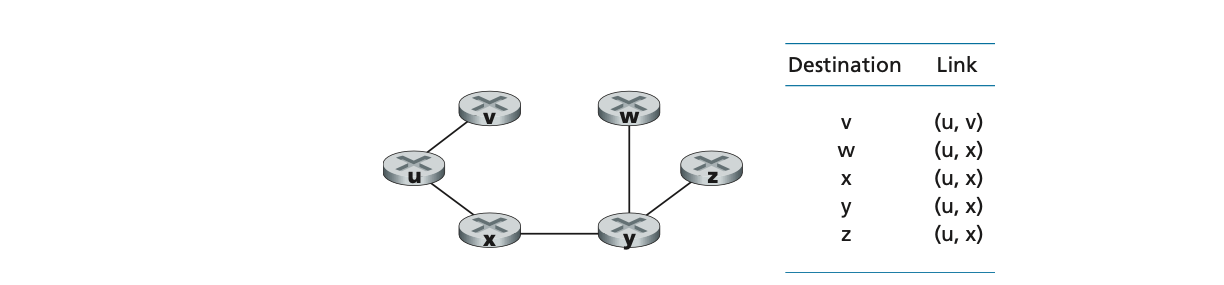 Destination Link
v (u, v)
w (u, x)
x (u, x)
y (u, x)
z (u, x)
v
w
u
z
x
y